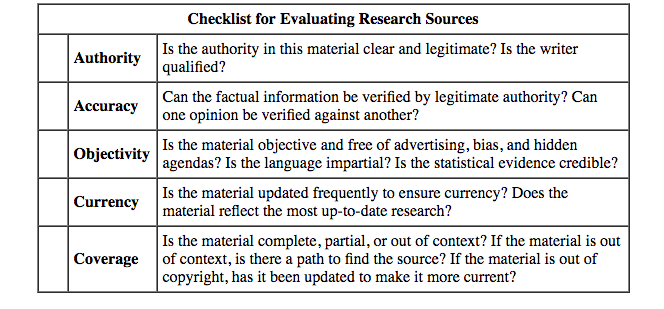 Checklist for Evaluating Research Sources
Authority
Is the authority in this material clear and legitimate? Is the writer
qualified?
Accuracy
Can the factual information be verified by legitimate authority? Can
one opinion be verified against another?
Objectivity
Is the material objective and free of advertising, bias, and hidden
agendas? Is the language impartial? Is the statistical evidence credible?
Currency
Is the material updated frequently to ensure currency? Does the
material reflect the most up-to-date research?
Coverage
Is the material complete, partial, or out of context? If the material is out
of context, is there a path to find the source? If the material is out of
copyright, has it been updated to make it more current?